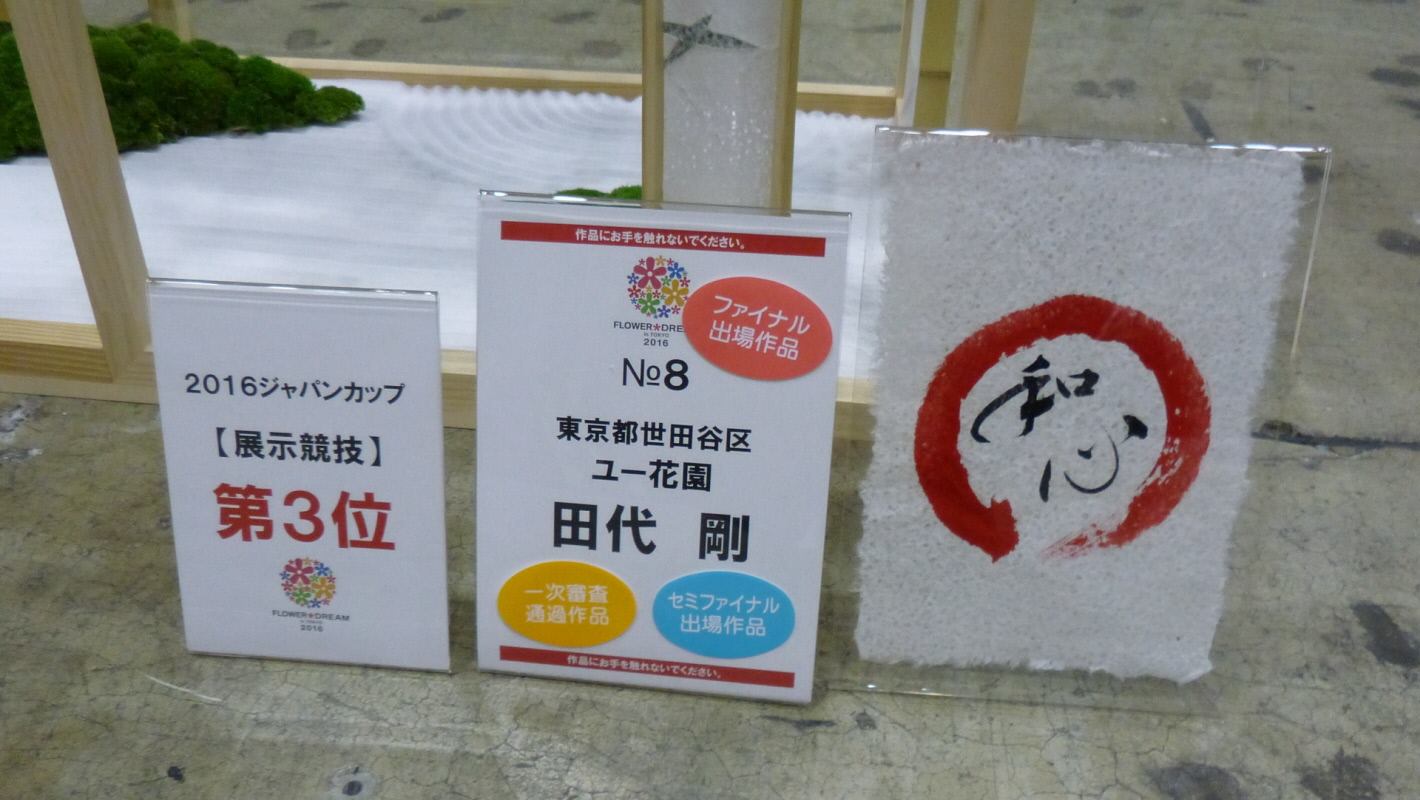 2016ジャパンカップ
【展示競技】
第3位
FLOWER★DREAM
in TOKYO
2016
作品にお手を触れないでください。
FLOWER★DRE
in TOKYO
2016
ファイナル
出場作品
№8
東京都世田谷区
ユー花園
田代 剛
一次審査
通過作品
セミファイナル
出場作品
作品にお手を触れないでください。
和
心